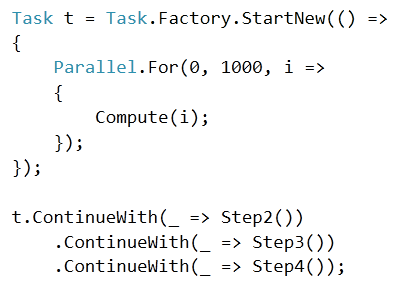 Task t = Task.Factory.StartNew(() =>
{
    Parallel.For(0, 1000, i =>
    {
        Compute(i);
    });
});

t.ContinueWith(_ => Step2())
    .ContinueWith(_ => Step3())
    .ContinueWith(_ => Step4());